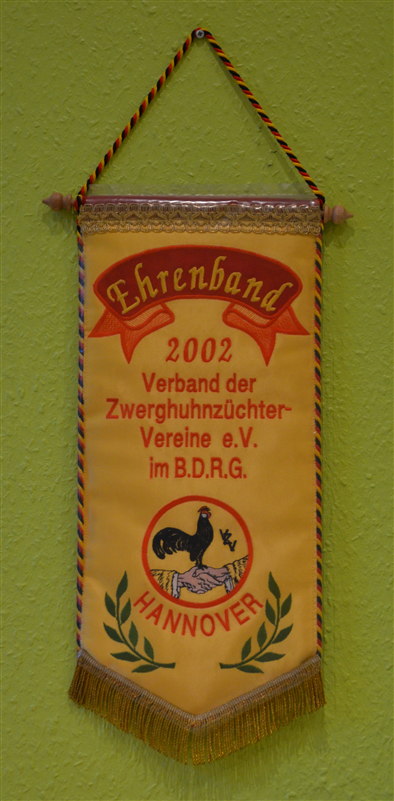 Ehrenband
2002
Verband der
Zwerghuhnzüchter-
Vereine e.V.
im B.D.R.G.
HANNOVER